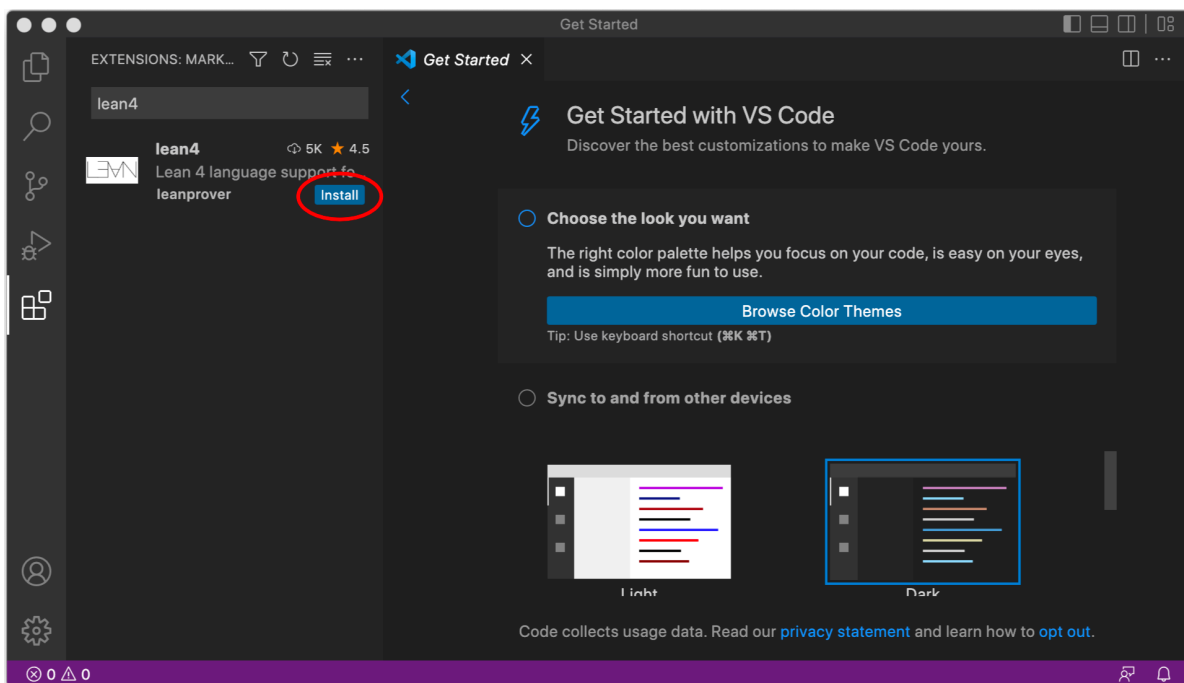 Get Started
EXTENSIONS: MARK...
Get Started
lean4
lean4
5K ★ 4.5
Lean 4 language support fo...
leanprover
Install
Get Started with VS Code
Discover the best customizations to make VS Code yours.
Choose the look you want
The right color palette helps you focus on your code, is easy on your eyes,
and is simply more fun to use.
Browse Color Themes
Tip: Use keyboard shortcut (⌘K ⌘T)
Sync to and from other devices
Light
Dark
Code collects usage data. Read our privacy statement and learn how to opt out.
0 0